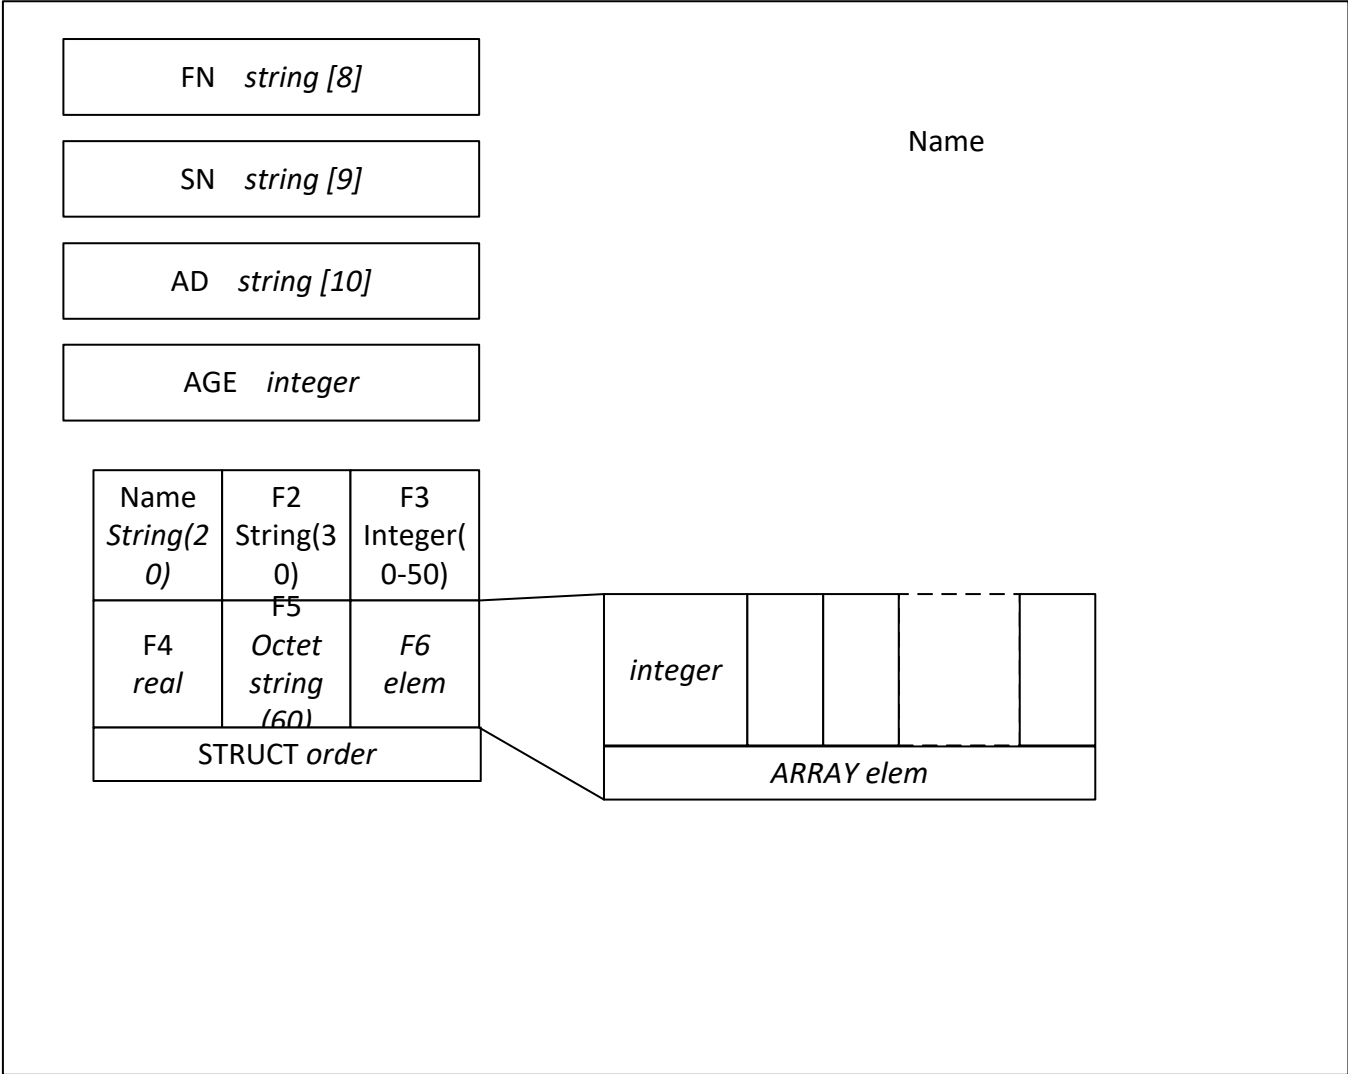 FN string [8]
Name
SN string [9]
AD string [10]
AGE integer
Name
String(2
0)
F2
String(3
0)
F3
Integer(
0-50)
F4
real
F5
Octet
string
(60)
F6
elem
STRUCT order
integer
ARRAY elem